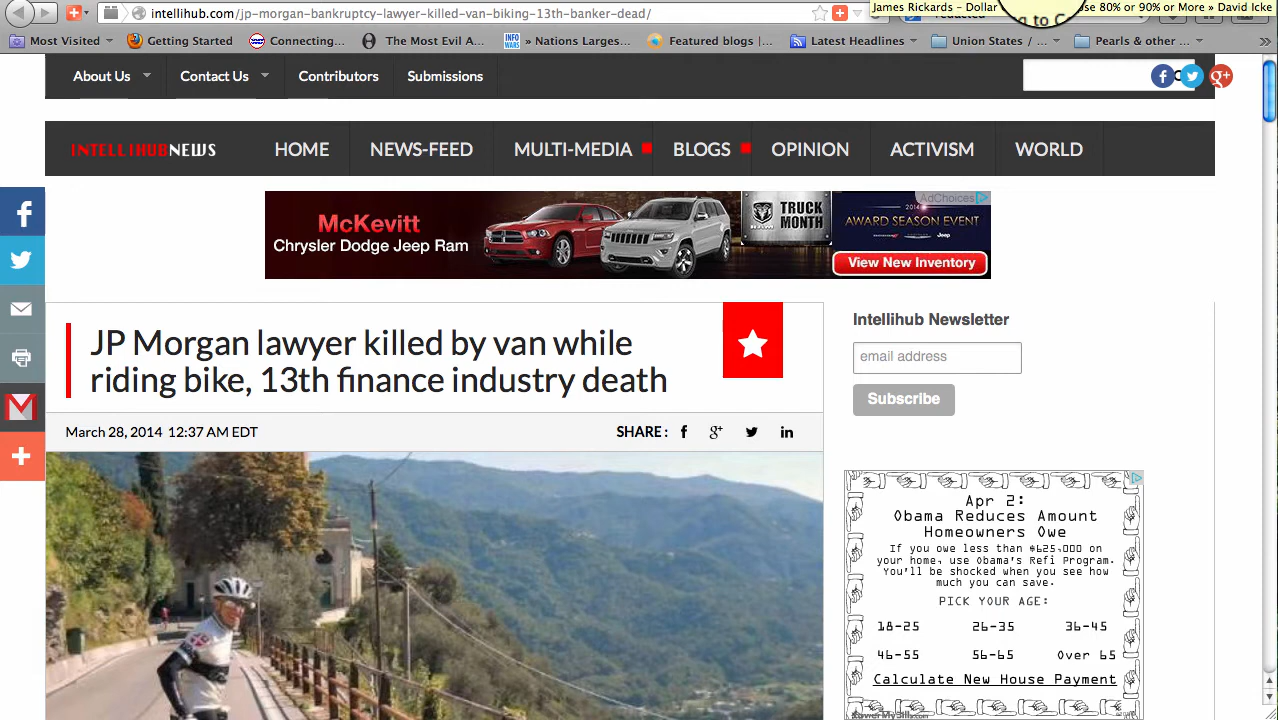 James Rickards - Dollar
se 80% or 90% or More » David Icke
intellihub.com/jp-morgan-bankruptcy-lawyer-killed-van-biking-13th-banker-dead/
Most Visited
Getting Started
Connecting...
The Most Evil A...
INFO WARS
» Nations Larges...
Featured blogs |...
Latest Headlines
Union States / ...
Pearls & other ...
About Us
Contact Us
Contributors
Submissions
INTELLIHUBNEWS
HOME
NEWS-FEED
MULTI-MEDIA
BLOGS
OPINION
ACTIVISM
WORLD
McKevitt
Chrysler Dodge Jeep Ram
TRUCK
MONTH
AdChoices
2014
AWARD SEASON EVENT
Jeep
View New Inventory
JP Morgan lawyer killed by van while
riding bike, 13th finance industry death
March 28, 2014 12:37 AM EDT
SHARE :
Intellihub Newsletter
email address
Subscribe
Apr 2:
Obama Reduces Amount
Homeowners Owe
If you owe less than $625,000 on
your home, use Obama's Refi Program.
You'll be shocked when you see how
much you can save.
PICK YOUR AGE:
18-25 26-35 36-45
46-55 56-65 Over 65
Calculate New House Payment
LowerMyBills.com